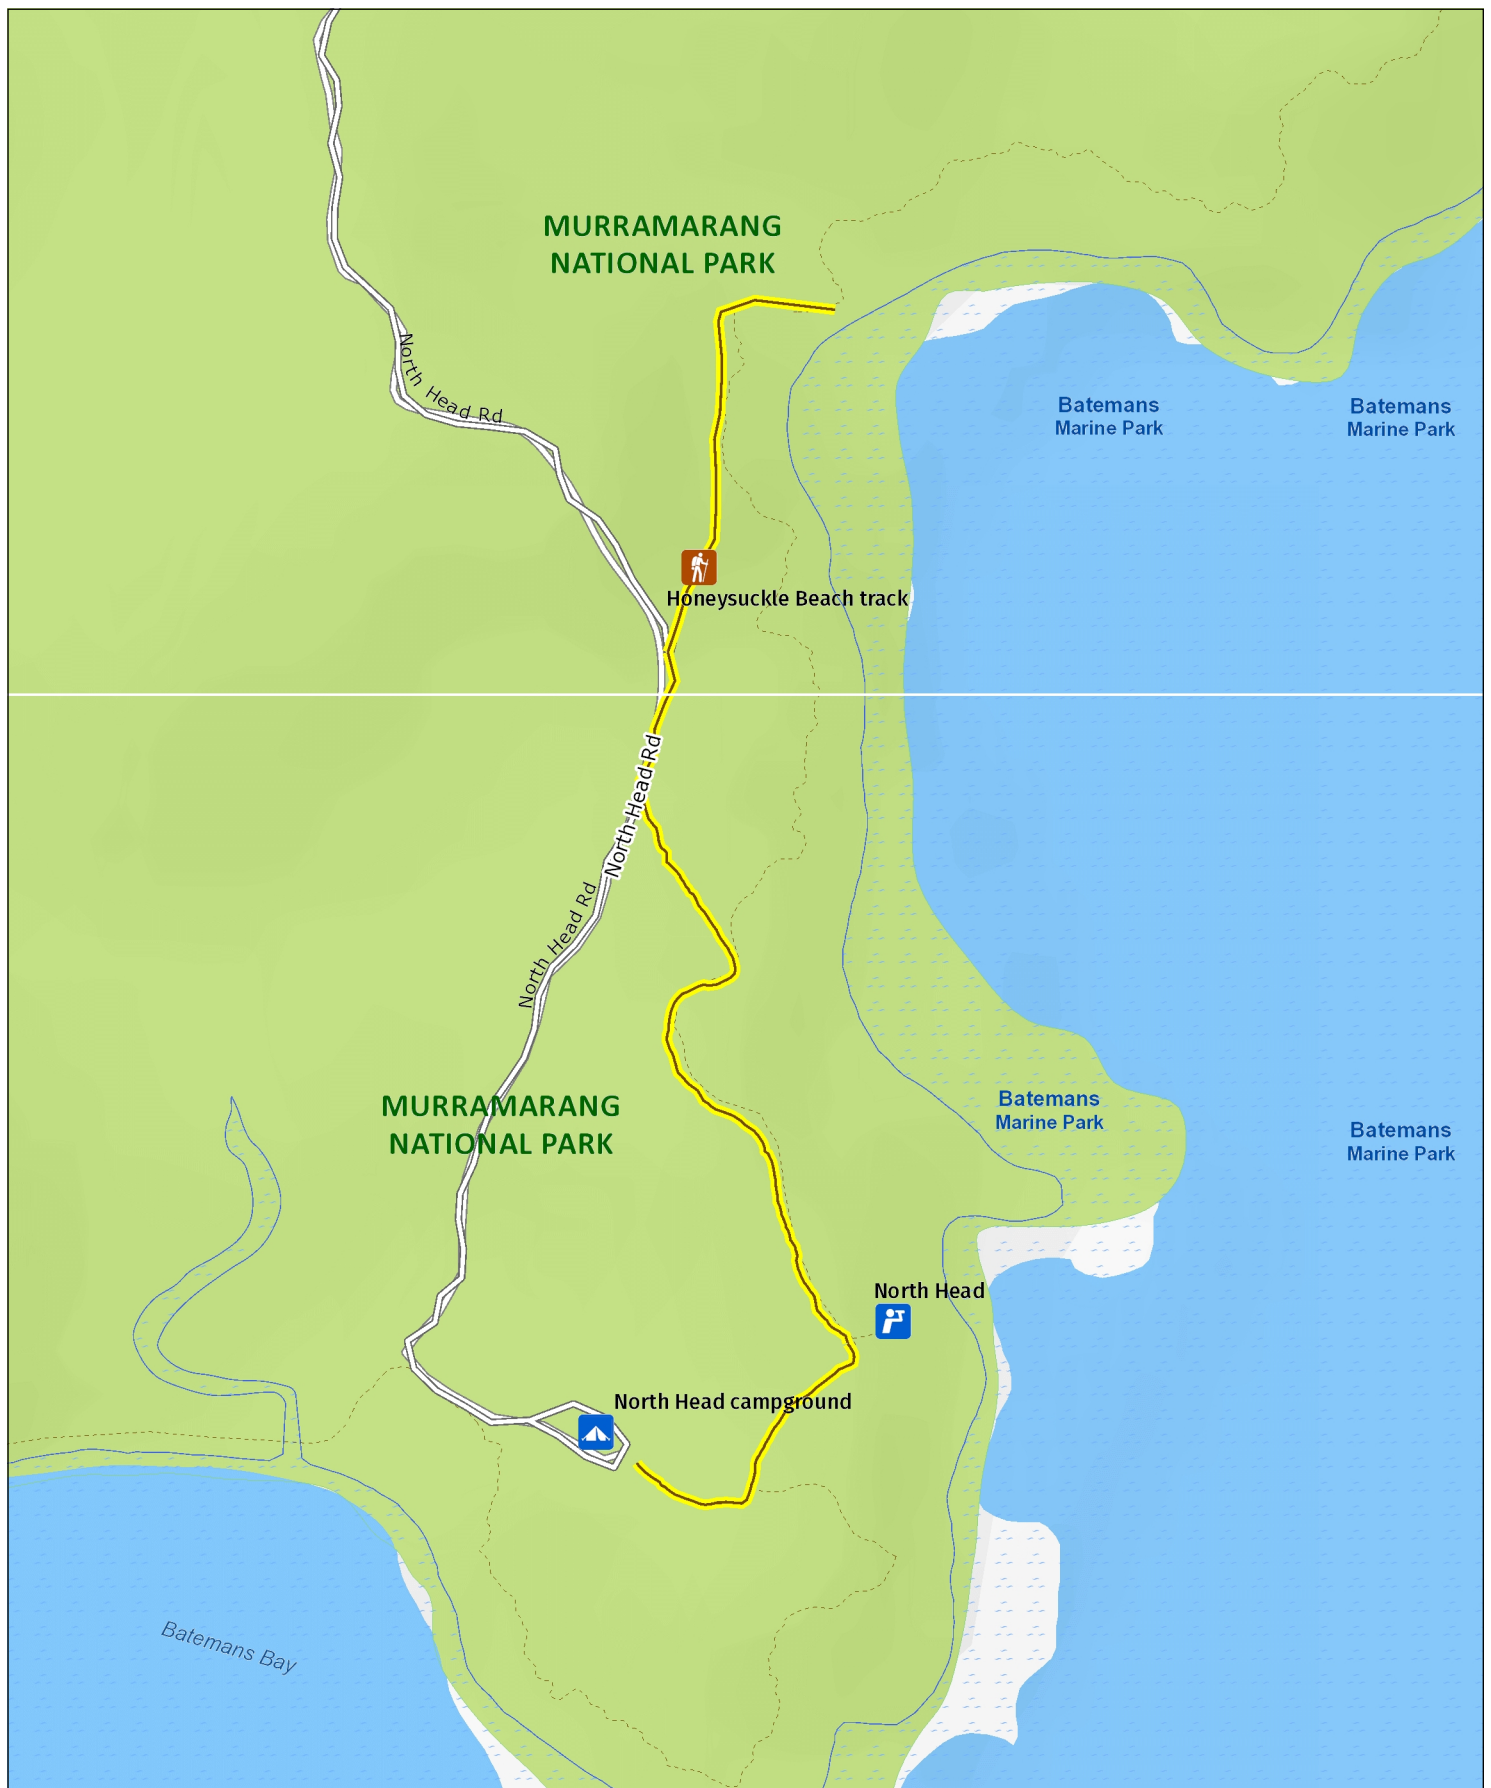 MURRAMARANG
NATIONAL PARK
North Head Rd
Batemans
Marine Park
Batemans
Marine Park
Honeysuckle Beach track
North Head Rd
North Head Rd
MURRAMARANG
NATIONAL PARK
Batemans
Marine Park
Batemans
Marine Park
North Head
North Head campground
Batemans Bay